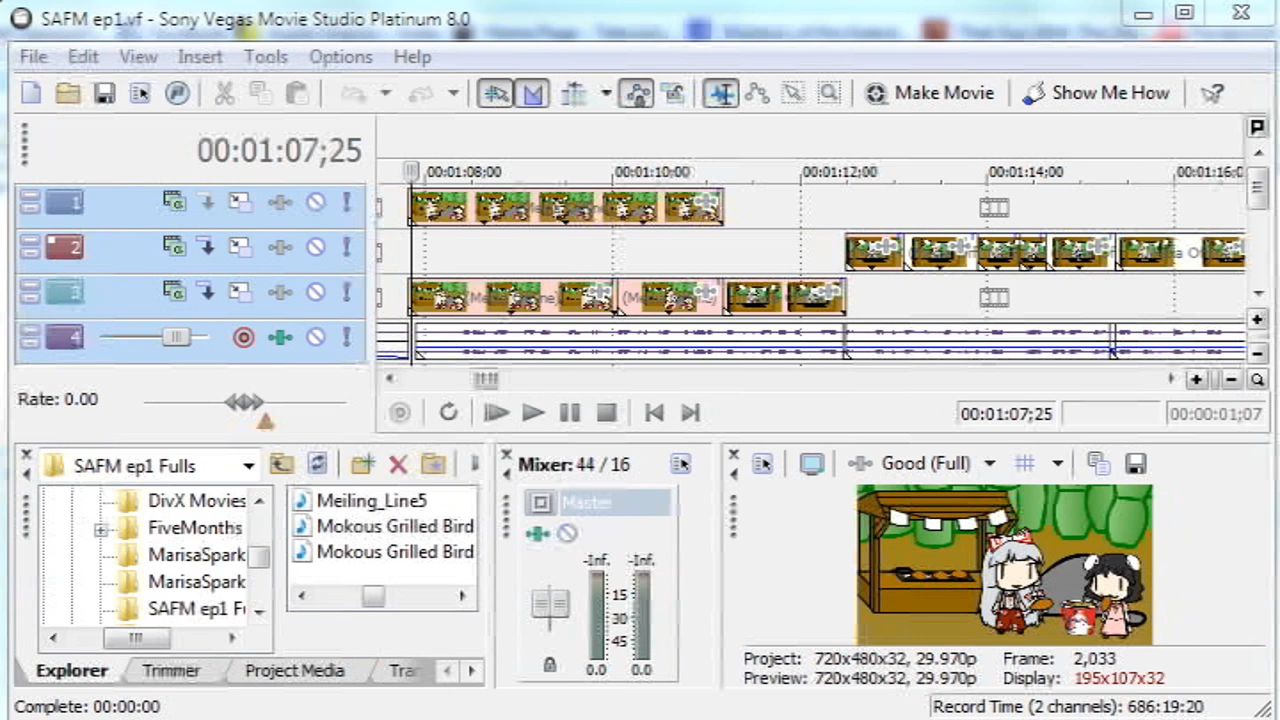 SAFM ep1.vf - Sony Vegas Movie Studio Platinum 8.0
File Edit View Insert Tools Options Help
Make Movie Show Me How
00:01:07;25
00:01:08;00 00:01:10;00 00:01:12;00 00:01:14;00 00:01:16;0
1
2
3
4
Rate: 0.00
00:01:07;25 00:00:01;07
SAFM ep1 Fulls
DivX Movies
FiveMonths
MarisaSpark
MarisaSpark
SAFM ep1 Fu
Meiling_Line5
Mokous Grilled Bird
Mokous Grilled Bird
Explorer Trimmer Project Media Tra
Mixer: 44 / 16
Master
-Inf. -Inf.
15
30
45
0.0 0.0
Good (Full)
Project: 720x480x32, 29.970p Frame: 2,033
Preview: 720x480x32, 29.970p Display: 195x107x32
Complete: 00:00:00 Record Time (2 channels): 686:19:20